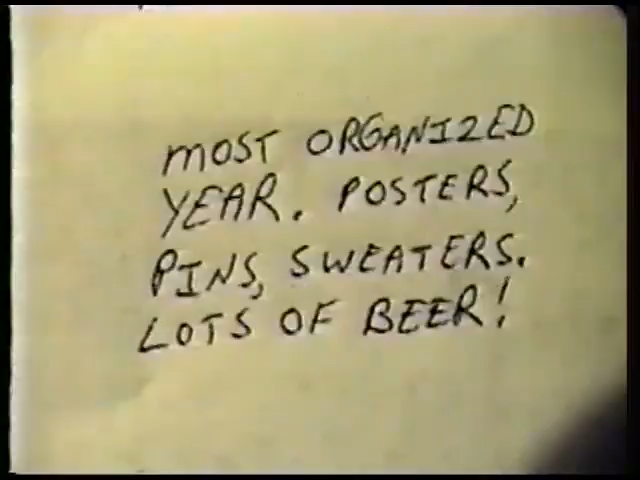 MOST ORGANIZED
YEAR. POSTERS,
PINS, SWEATERS.
LOTS OF BEER!